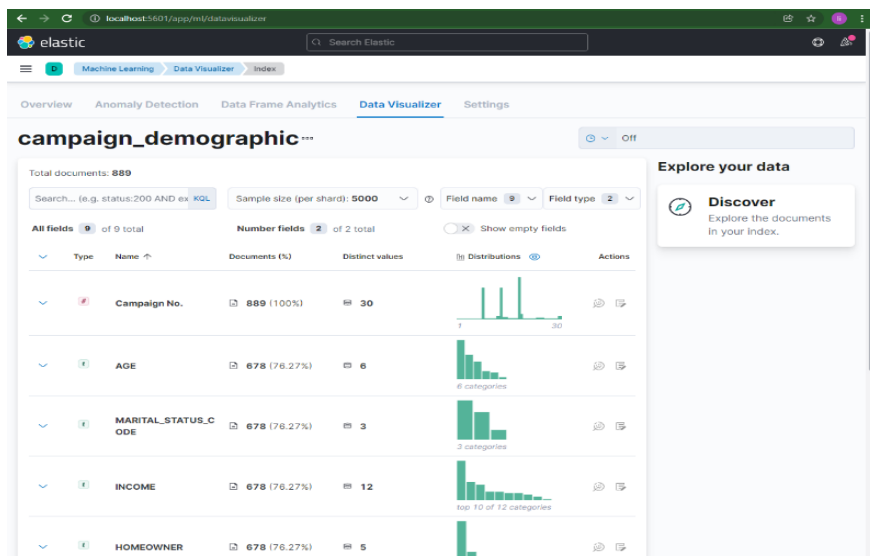 localhost:5601/app/ml/datavisualizer
elastic
Search Elastic
D
Machine Learning
Data Visualizer
Index
Overview
Anomaly Detection
Data Frame Analytics
Data Visualizer
Settings
campaign_demographic
Off
Total documents: 889
Search... (e.g. status:200 AND ex KQL
Sample size (per shard): 5000
Field name 9
Field type 2
All fields 9 of 9 total
Number fields 2 of 2 total
Show empty fields
Type
Name
Documents (%)
Distinct values
Distributions
Actions
#
Campaign No.
889 (100%)
30
1
30
t
AGE
678 (76.27%)
6
6 categories
t
MARITAL_STATUS_C
ODE
678 (76.27%)
3
3 categories
t
INCOME
678 (76.27%)
12
top 10 of 12 categories
t
HOMEOWNER
678 (76.27%)
5
Explore your data
Discover
Explore the documents
in your index.